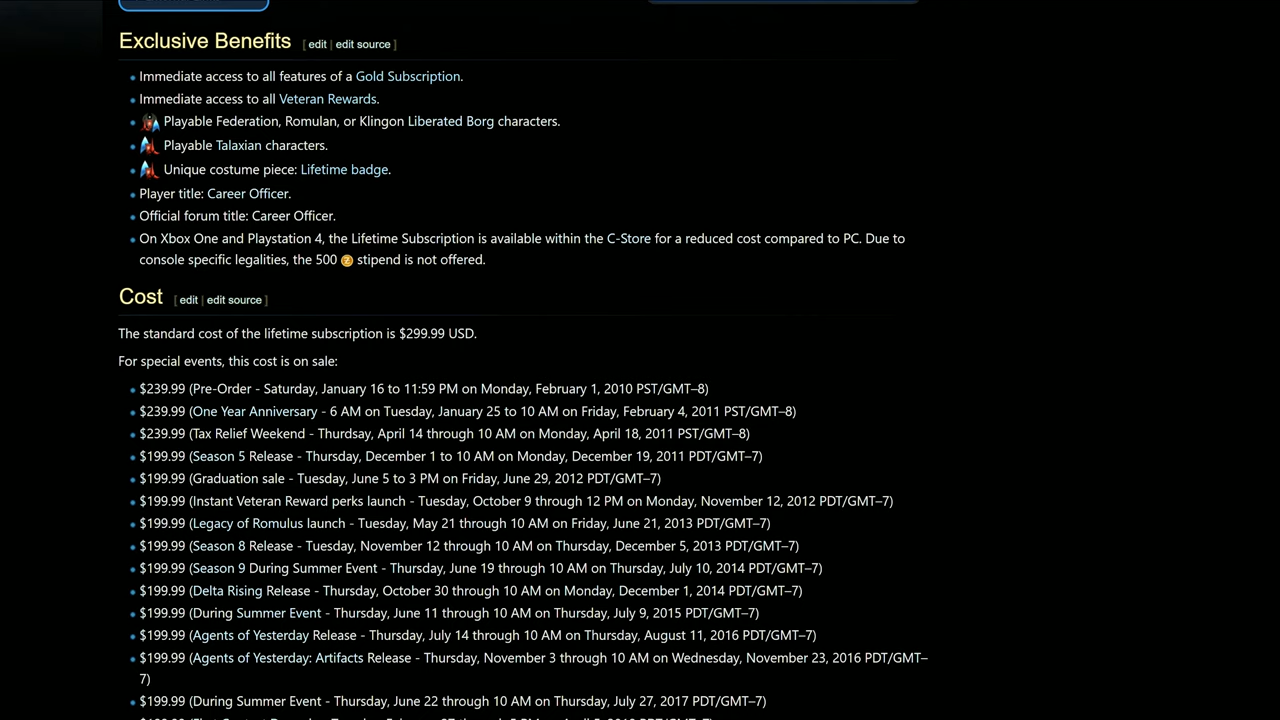 Exclusive Benefits [ edit | edit source ]
Immediate access to all features of a Gold Subscription.
Immediate access to all Veteran Rewards.
Playable Federation, Romulan, or Klingon Liberated Borg characters.
Playable Talaxian characters.
Unique costume piece: Lifetime badge.
Player title: Career Officer.
Official forum title: Career Officer.
On Xbox One and Playstation 4, the Lifetime Subscription is available within the C-Store for a reduced cost compared to PC. Due to
console specific legalities, the 500 stipend is not offered.
Cost [ edit | edit source ]
The standard cost of the lifetime subscription is $299.99 USD.
For special events, this cost is on sale:
$239.99 (Pre-Order - Saturday, January 16 to 11:59 PM on Monday, February 1, 2010 PST/GMT–8)
$239.99 (One Year Anniversary - 6 AM on Tuesday, January 25 to 10 AM on Friday, February 4, 2011 PST/GMT–8)
$239.99 (Tax Relief Weekend - Thurdsay, April 14 through 10 AM on Monday, April 18, 2011 PST/GMT–8)
$199.99 (Season 5 Release - Thursday, December 1 to 10 AM on Monday, December 19, 2011 PDT/GMT–7)
$199.99 (Graduation sale - Tuesday, June 5 to 3 PM on Friday, June 29, 2012 PDT/GMT–7)
$199.99 (Instant Veteran Reward perks launch - Tuesday, October 9 through 12 PM on Monday, November 12, 2012 PDT/GMT–7)
$199.99 (Legacy of Romulus launch - Tuesday, May 21 through 10 AM on Friday, June 21, 2013 PDT/GMT–7)
$199.99 (Season 8 Release - Tuesday, November 12 through 10 AM on Thursday, December 5, 2013 PDT/GMT–7)
$199.99 (Season 9 During Summer Event - Thursday, June 19 through 10 AM on Thursday, July 10, 2014 PDT/GMT–7)
$199.99 (Delta Rising Release - Thursday, October 30 through 10 AM on Monday, December 1, 2014 PDT/GMT–7)
$199.99 (During Summer Event - Thursday, June 11 through 10 AM on Thursday, July 9, 2015 PDT/GMT–7)
$199.99 (Agents of Yesterday Release - Thursday, July 14 through 10 AM on Thursday, August 11, 2016 PDT/GMT–7)
$199.99 (Agents of Yesterday: Artifacts Release - Thursday, November 3 through 10 AM on Wednesday, November 23, 2016 PDT/GMT–
7)
$199.99 (During Summer Event - Thursday, June 22 through 10 AM on Thursday, July 27, 2017 PDT/GMT–7)